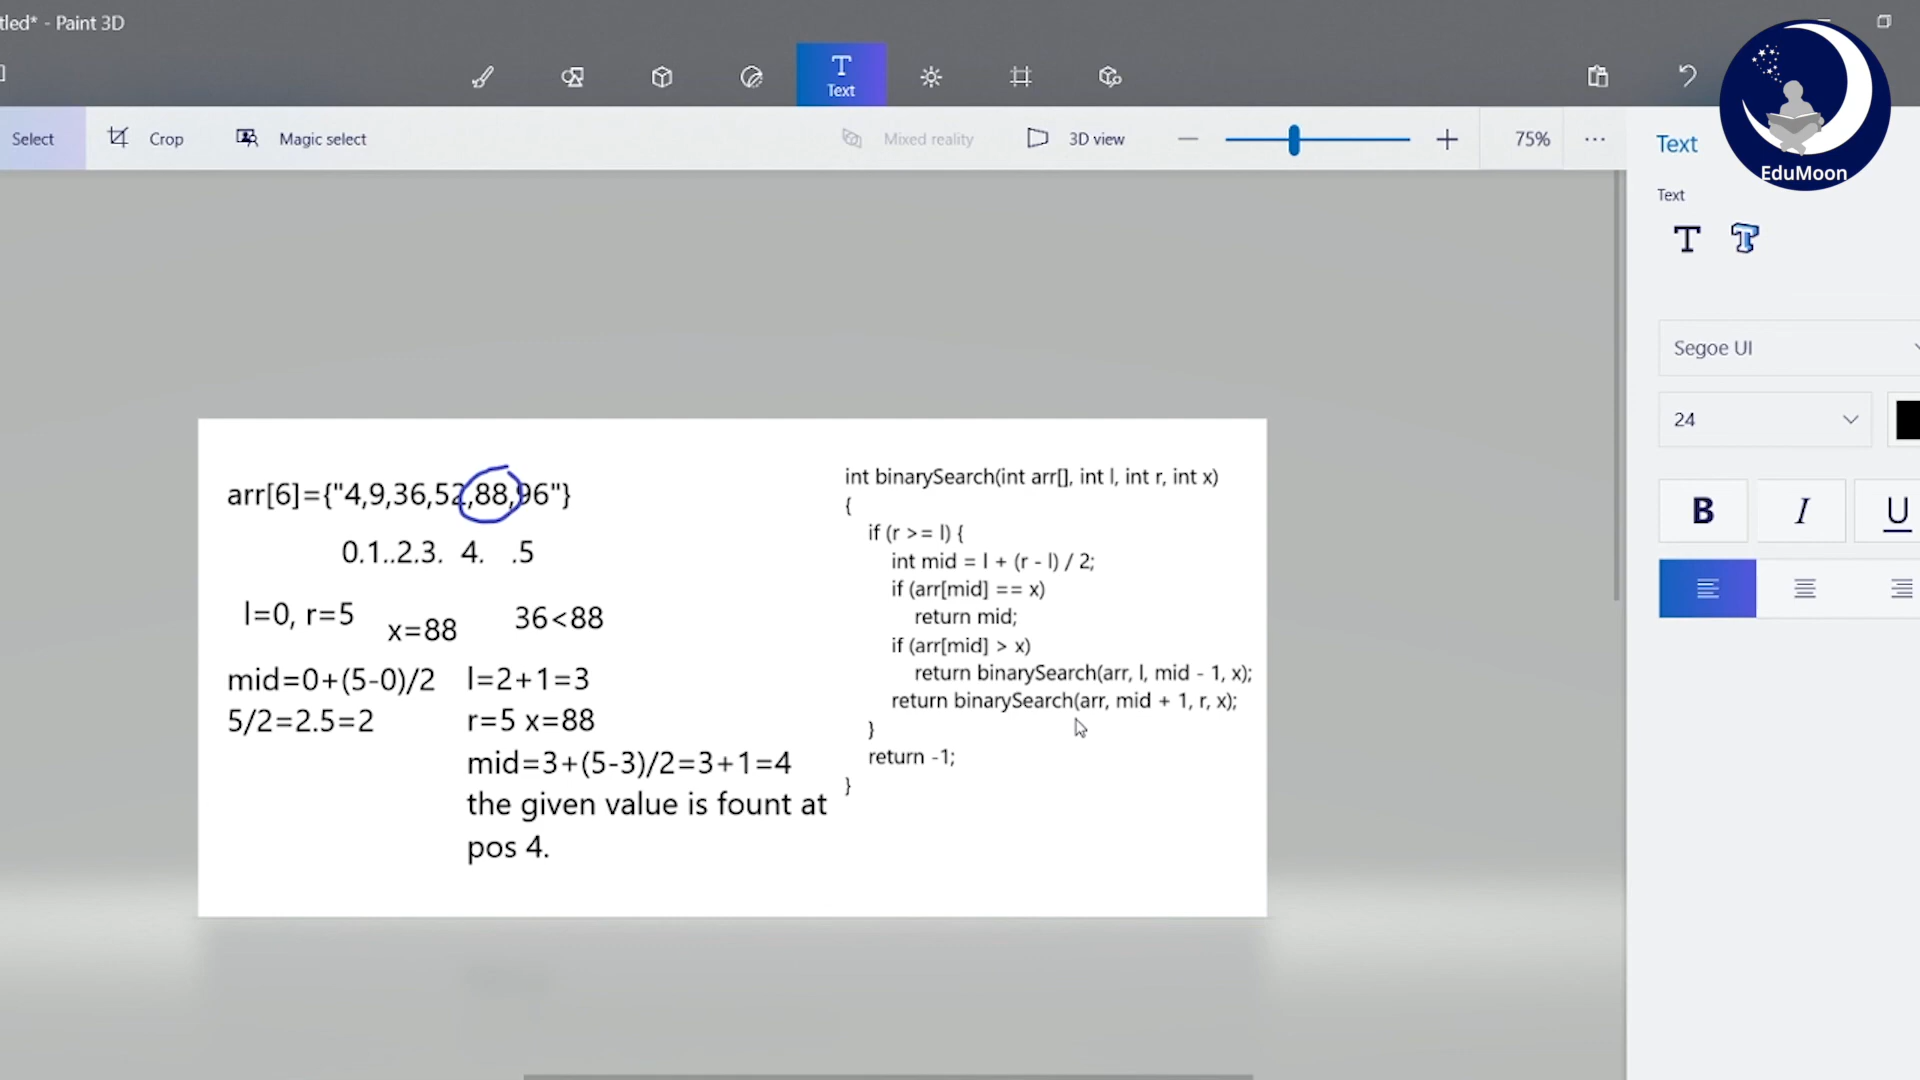 tled* - Paint 3D
Text
Select
Crop
Magic select
Mixed reality
3D view
75%
Text
EduMoon
Text
Segoe UI
24
B I U
arr[6]={"4,9,36,52,88,96"}
0.1..2.3. 4. .5
l=0, r=5
x=88
36<88
mid=0+(5-0)/2
5/2=2.5=2
l=2+1=3
r=5 x=88
mid=3+(5-3)/2=3+1=4
the given value is fount at
pos 4.
int binarySearch(int arr[], int l, int r, int x)
{
if (r >= l) {
int mid = l + (r - l) / 2;
if (arr[mid] == x)
return mid;
if (arr[mid] > x)
return binarySearch(arr, l, mid - 1, x);
return binarySearch(arr, mid + 1, r, x);
}
return -1;
}